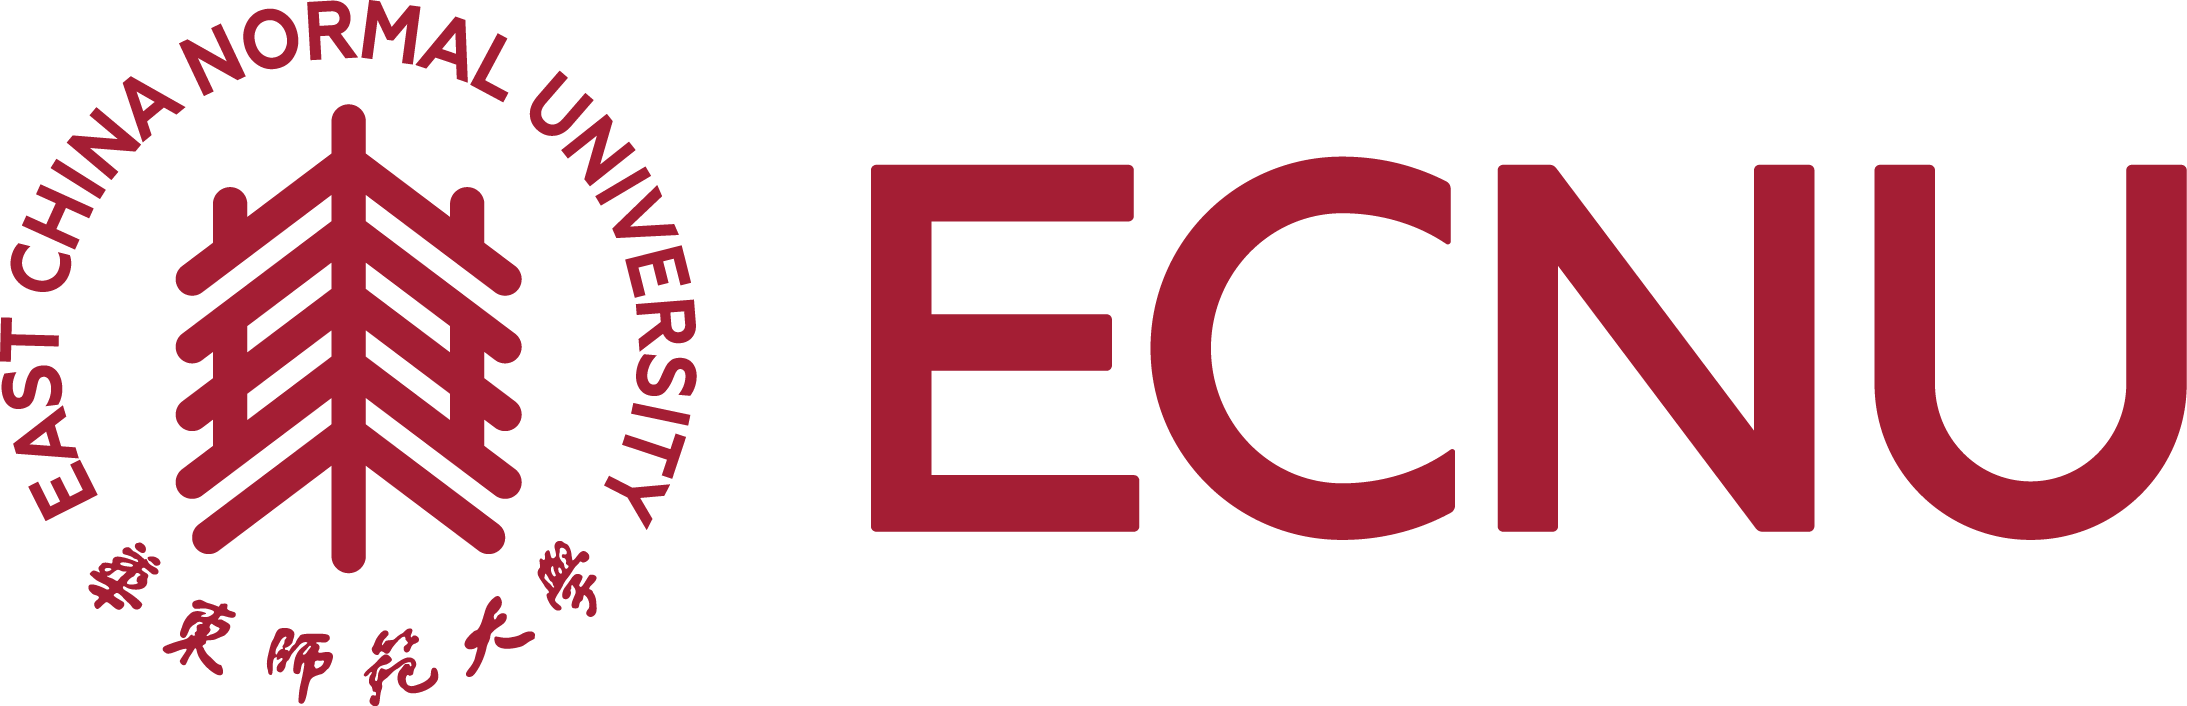 EAST CHINA NORMAL UNIVERSITY
華東師範大學
ECNU